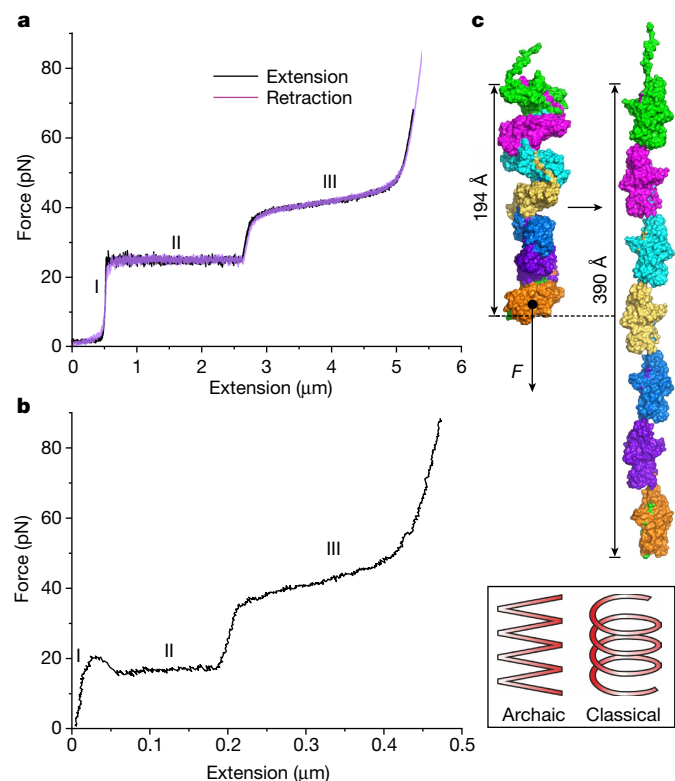 a
80
60
40
20
0
Force (pN)
Extension
Retraction
I
II
III
0
1
2
3
4
5
6
Extension (μm)
b
80
60
40
20
0
Force (pN)
I
II
III
0
0.1
0.2
0.3
0.4
0.5
Extension (μm)
c
194 Å
390 Å
F
Archaic
Classical